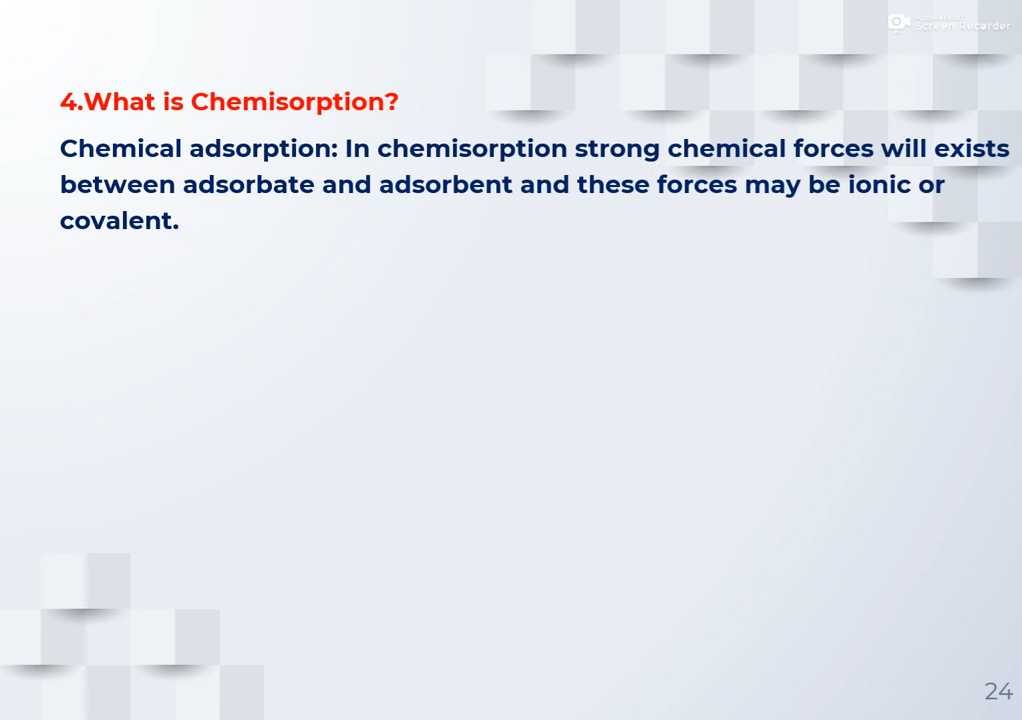 Screen Recorder
4.What is Chemisorption?
Chemical adsorption: In chemisorption strong chemical forces will exists
between adsorbate and adsorbent and these forces may be ionic or
covalent.
24